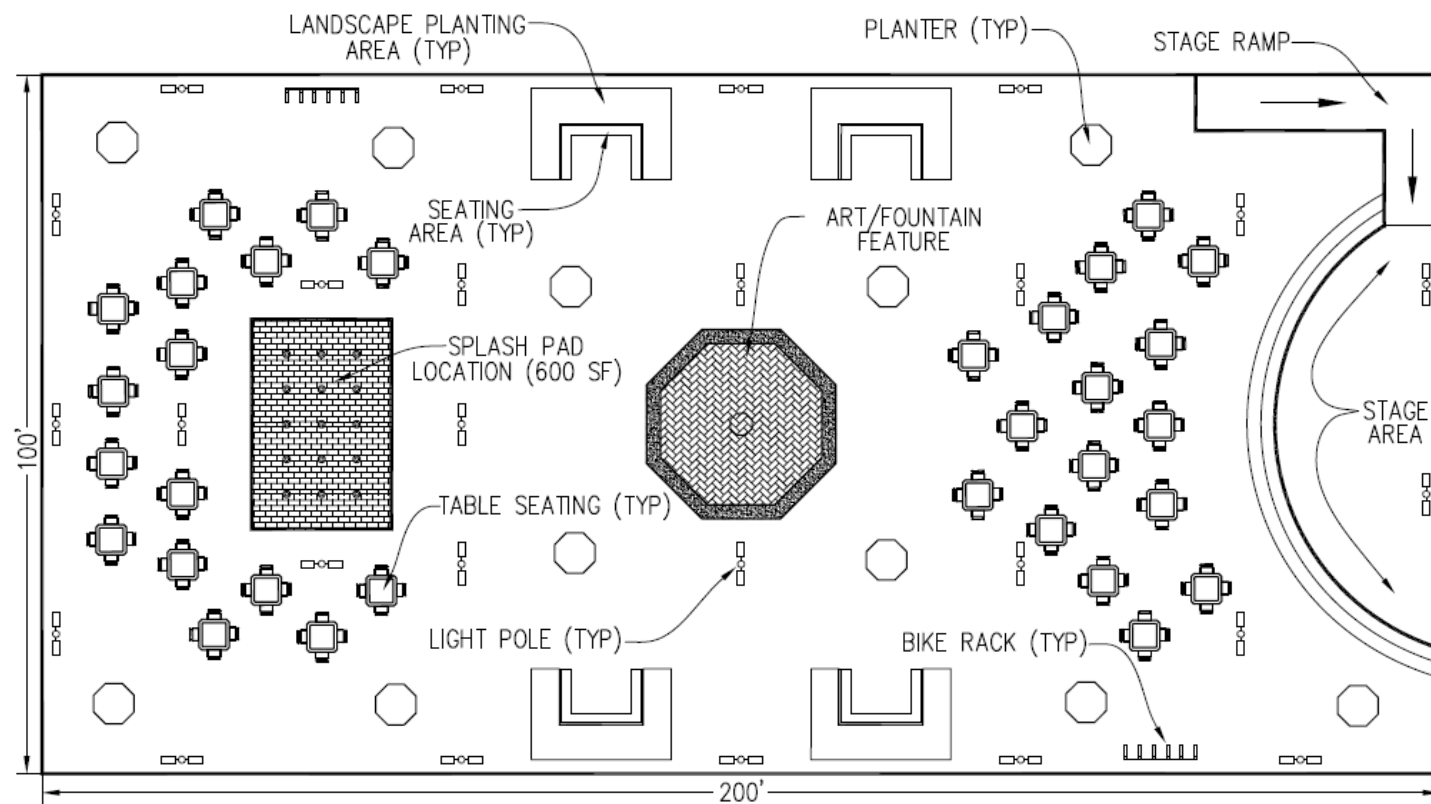 LANDSCAPE PLANTING
AREA (TYP)
PLANTER (TYP)
STAGE RAMP
SEATING
AREA (TYP)
ART/FOUNTAIN
FEATURE
SPLASH PAD
LOCATION (600 SF)
STAGE
AREA
100'
TABLE SEATING (TYP)
LIGHT POLE (TYP)
BIKE RACK (TYP)
200'